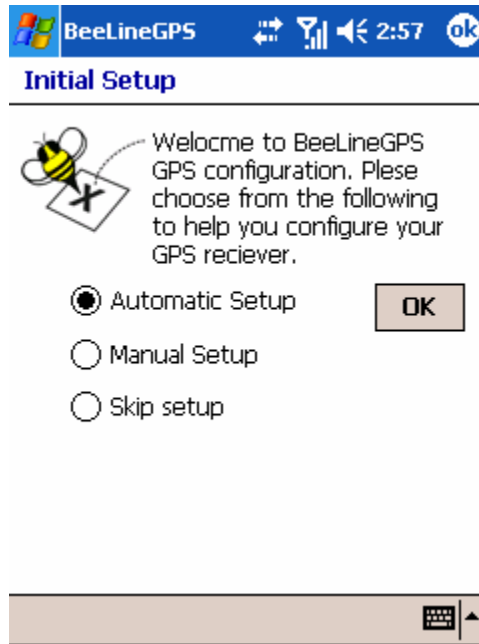 BeeLineGPS 2:57 ok
Initial Setup
Welocme to BeeLineGPS
GPS configuration. Plese
choose from the following
to help you configure your
GPS reciever.
X
Automatic Setup
OK
Manual Setup
Skip setup